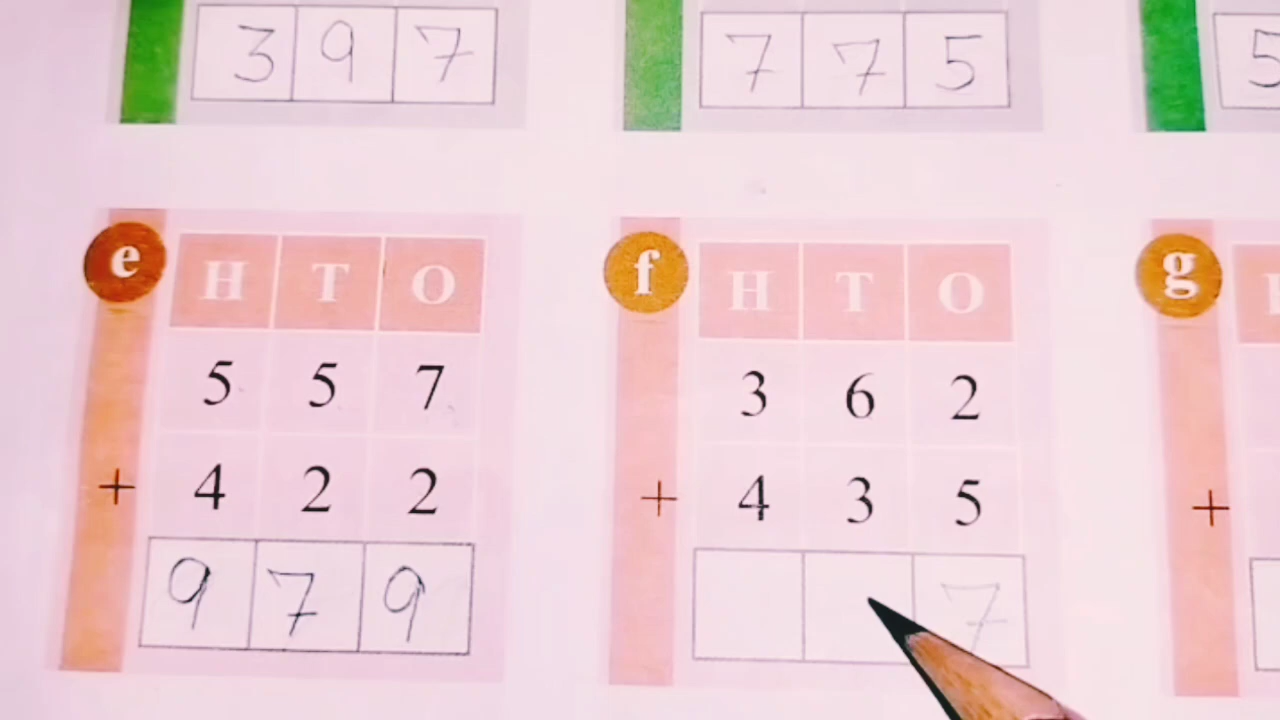 3 9 7
7 7 5
5
e H T O
5 5 7
+ 4 2 2
9 7 9
f H T O
3 6 2
+ 4 3 5
7
g
+